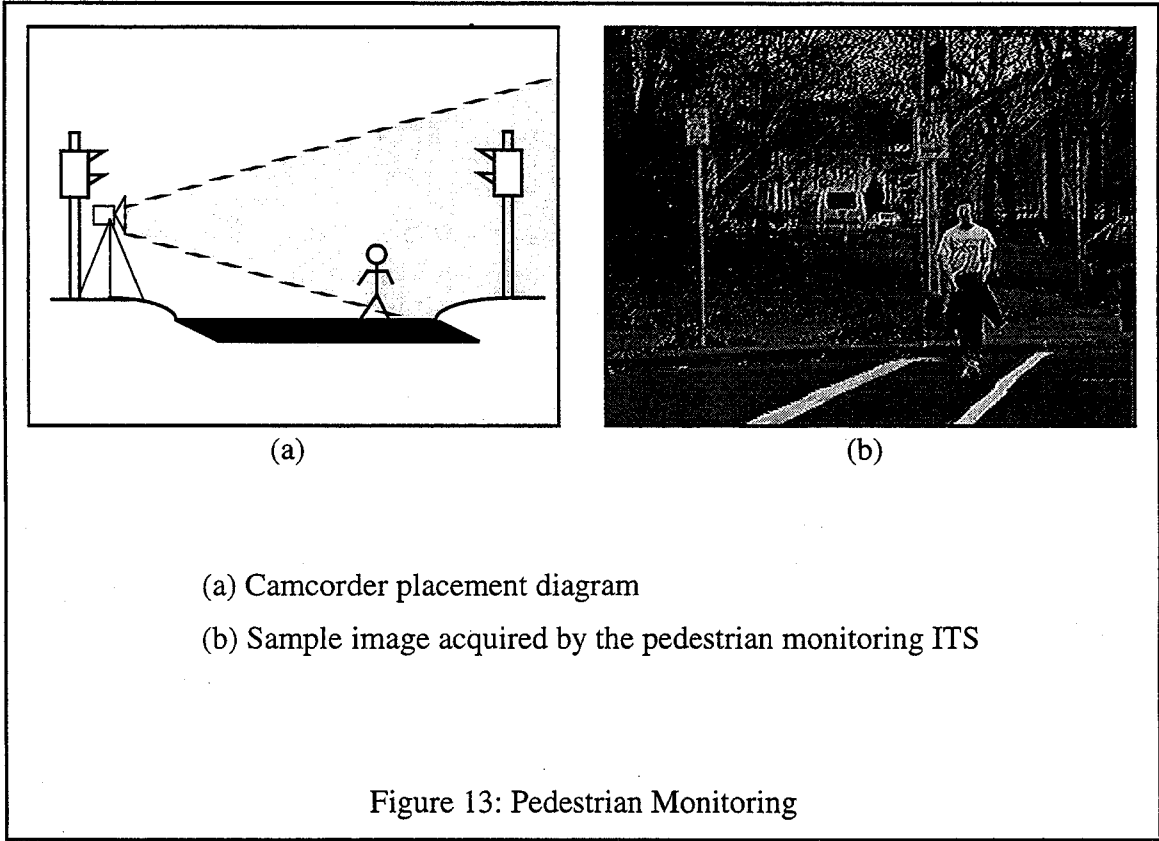 (a)
(b)
(a) Camcorder placement diagram
(b) Sample image acquired by the pedestrian monitoring ITS
Figure 13: Pedestrian Monitoring